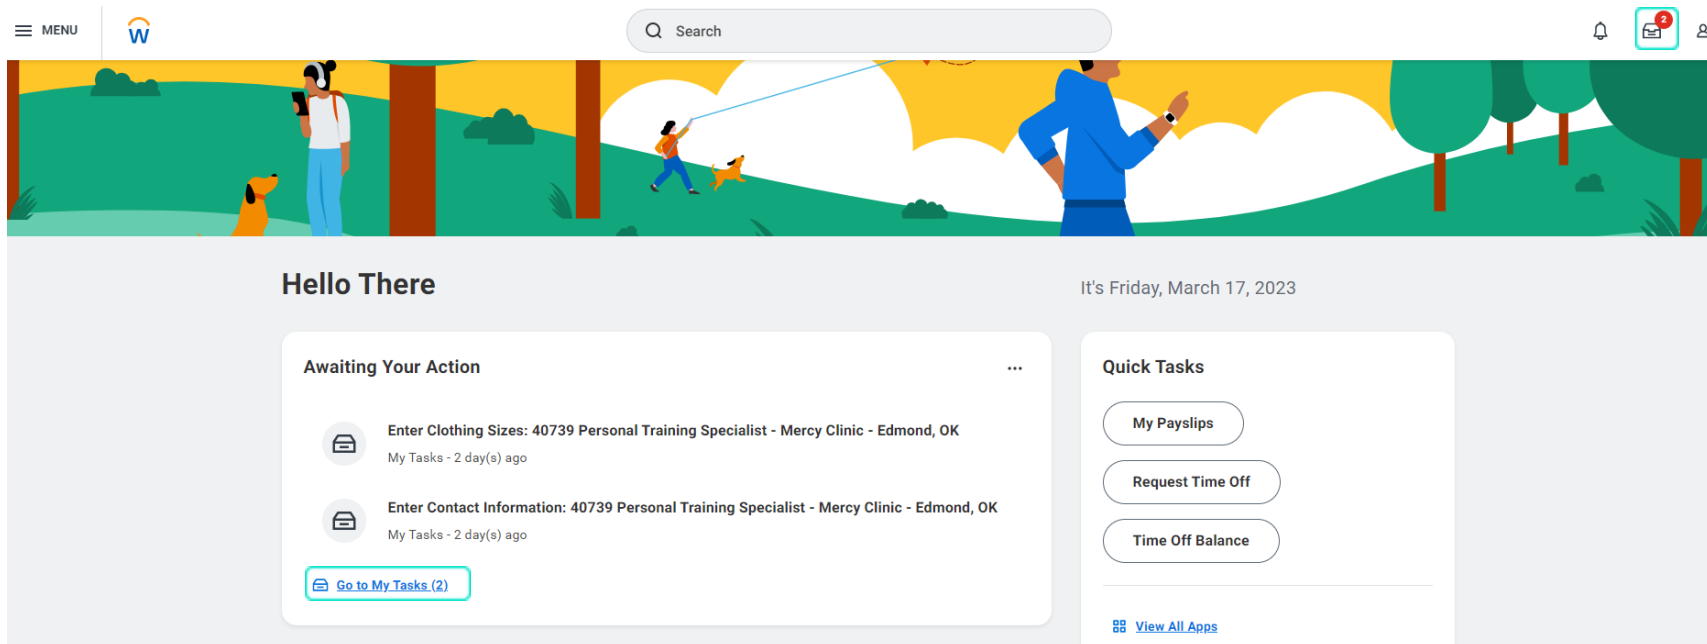 MENU
W
Search
2
Hello There
It's Friday, March 17, 2023
Awaiting Your Action
Enter Clothing Sizes: 40739 Personal Training Specialist - Mercy Clinic - Edmond, OK
My Tasks - 2 day(s) ago
Enter Contact Information: 40739 Personal Training Specialist - Mercy Clinic - Edmond, OK
My Tasks - 2 day(s) ago
Go to My Tasks (2)
Quick Tasks
My Payslips
Request Time Off
Time Off Balance
View All Apps